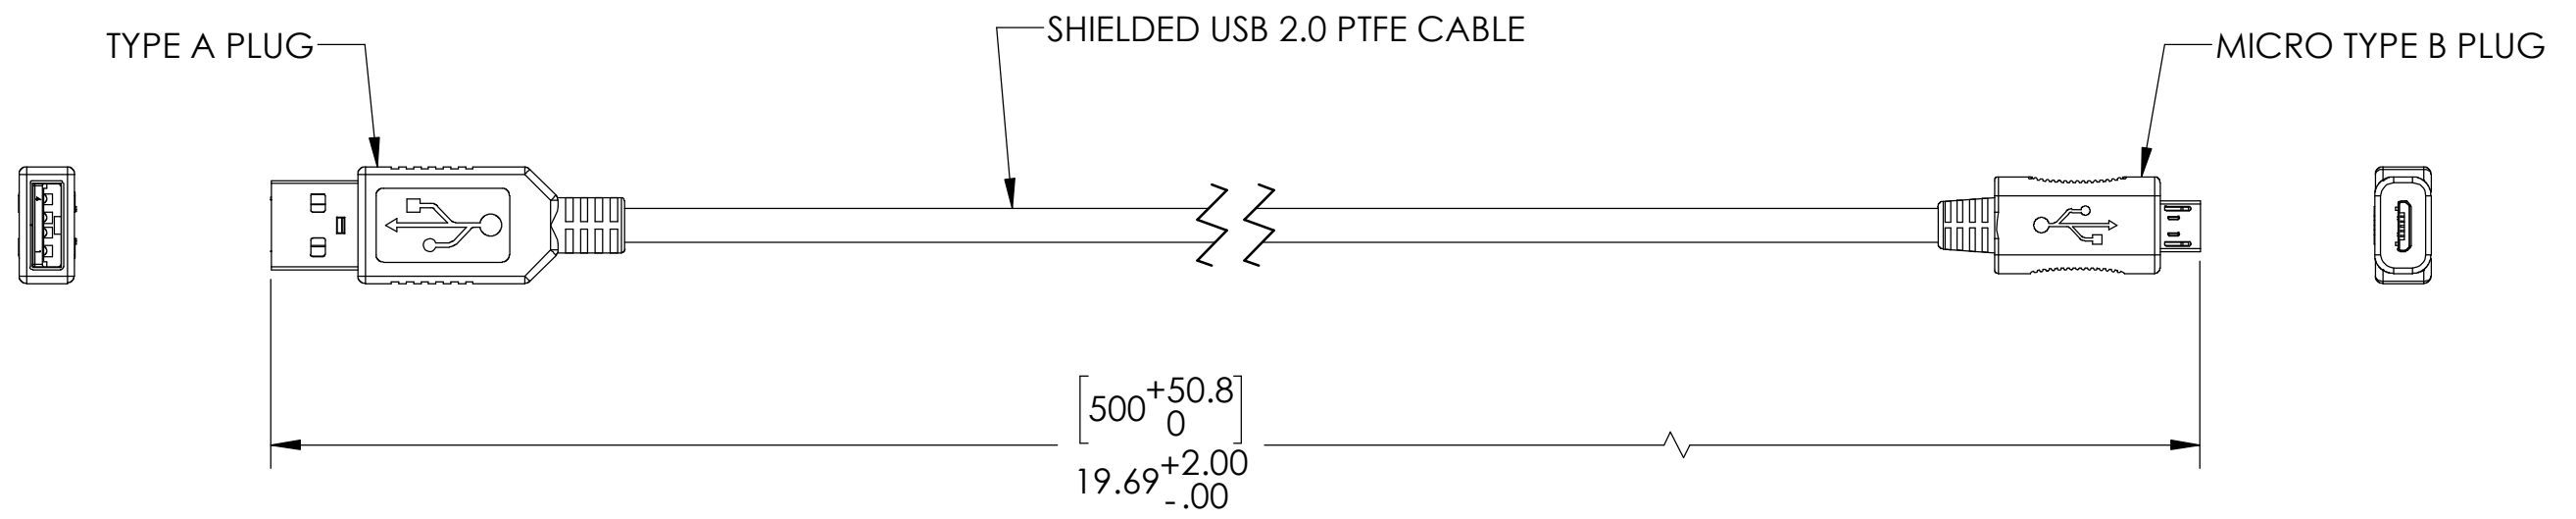 SHIELDED USB 2.0 PTFE CABLE
TYPE A PLUG
MICRO TYPE B PLUG
[500 +50.8
0]
19.69 +2.00
-.00